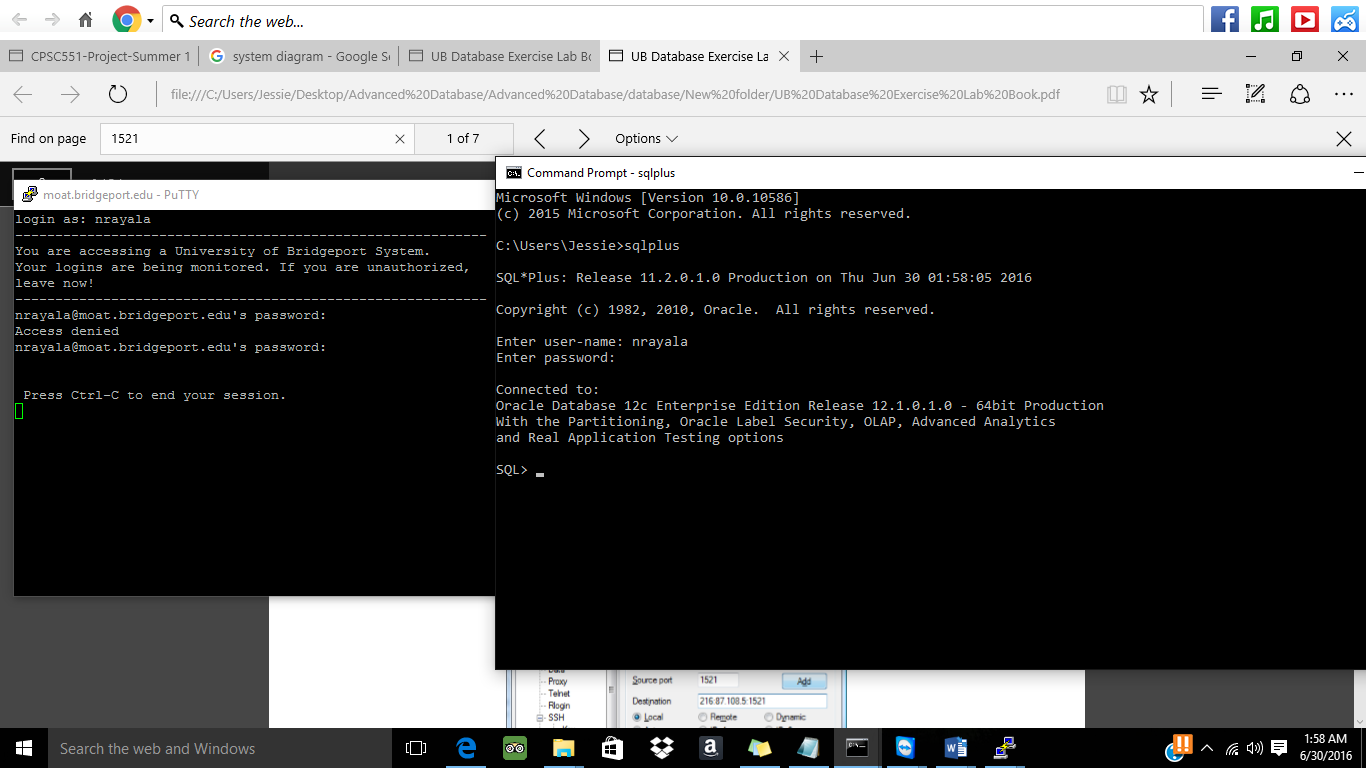 Search the web...
CPSC551-Project-Summer 1
system diagram - Google Se
UB Database Exercise Lab Bo
UB Database Exercise La
file:///C:/Users/Jessie/Desktop/Advanced%20Database/Advanced%20Database/database/New%20folder/UB%20Database%20Exercise%20Lab%20Book.pdf
Find on page
1521
1 of 7
Options
moat.bridgeport.edu - PuTTY
login as: nrayala
-----------------------------------------------------------
You are accessing a University of Bridgeport System.
Your logins are being monitored. If you are unauthorized,
leave now!
-----------------------------------------------------------
nrayala@moat.bridgeport.edu's password:
Access denied
nrayala@moat.bridgeport.edu's password:
Press Ctrl-C to end your session.
Command Prompt - sqlplus
Microsoft Windows [Version 10.0.10586]
(c) 2015 Microsoft Corporation. All rights reserved.
C:\Users\Jessie>sqlplus
SQL*Plus: Release 11.2.0.1.0 Production on Thu Jun 30 01:58:05 2016
Copyright (c) 1982, 2010, Oracle.  All rights reserved.
Enter user-name: nrayala
Enter password:
Connected to:
Oracle Database 12c Enterprise Edition Release 12.1.0.1.0 - 64bit Production
With the Partitioning, Oracle Label Security, OLAP, Advanced Analytics
and Real Application Testing options
SQL>
Proxy
Telnet
Rlogin
SSH
Source port
1521
Add
Destination
216.87.108.5:1521
Local
Remote
Dynamic
Search the web and Windows
1:58 AM
6/30/2016